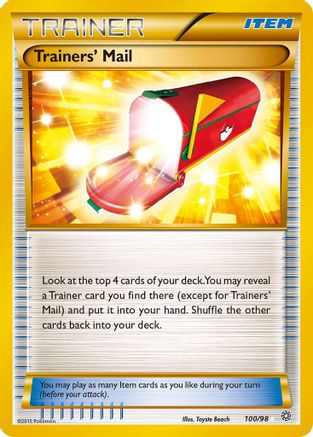 TRAINER
ITEM
Trainers' Mail
Look at the top 4 cards of your deck.You may reveal
a Trainer card you find there (except for Trainers'
Mail) and put it into your hand. Shuffle the other
cards back into your deck.
You may play as many Item cards as you like during your turn
(before your attack).
©2015 Pokémon
Illus. Toyste Beach
100/98